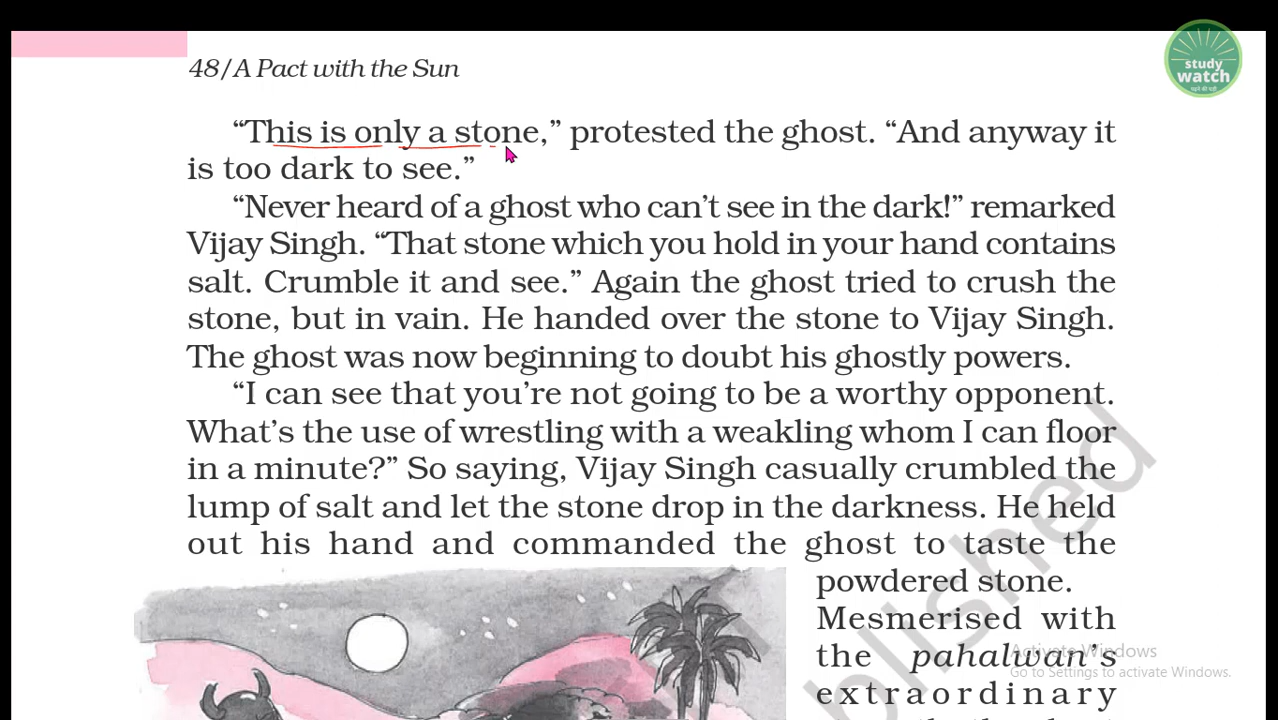 48/A Pact with the Sun
study
watch
“This is only a stone,” protested the ghost. “And anyway it
is too dark to see.”
“Never heard of a ghost who can’t see in the dark!” remarked
Vijay Singh. “That stone which you hold in your hand contains
salt. Crumble it and see.” Again the ghost tried to crush the
stone, but in vain. He handed over the stone to Vijay Singh.
The ghost was now beginning to doubt his ghostly powers.
“I can see that you’re not going to be a worthy opponent.
What’s the use of wrestling with a weakling whom I can floor
in a minute?” So saying, Vijay Singh casually crumbled the
lump of salt and let the stone drop in the darkness. He held
out his hand and commanded the ghost to taste the
powdered stone.
Mesmerised with
the pahalwan’s
extraordinary
Activate Windows
Go to Settings to activate Windows.